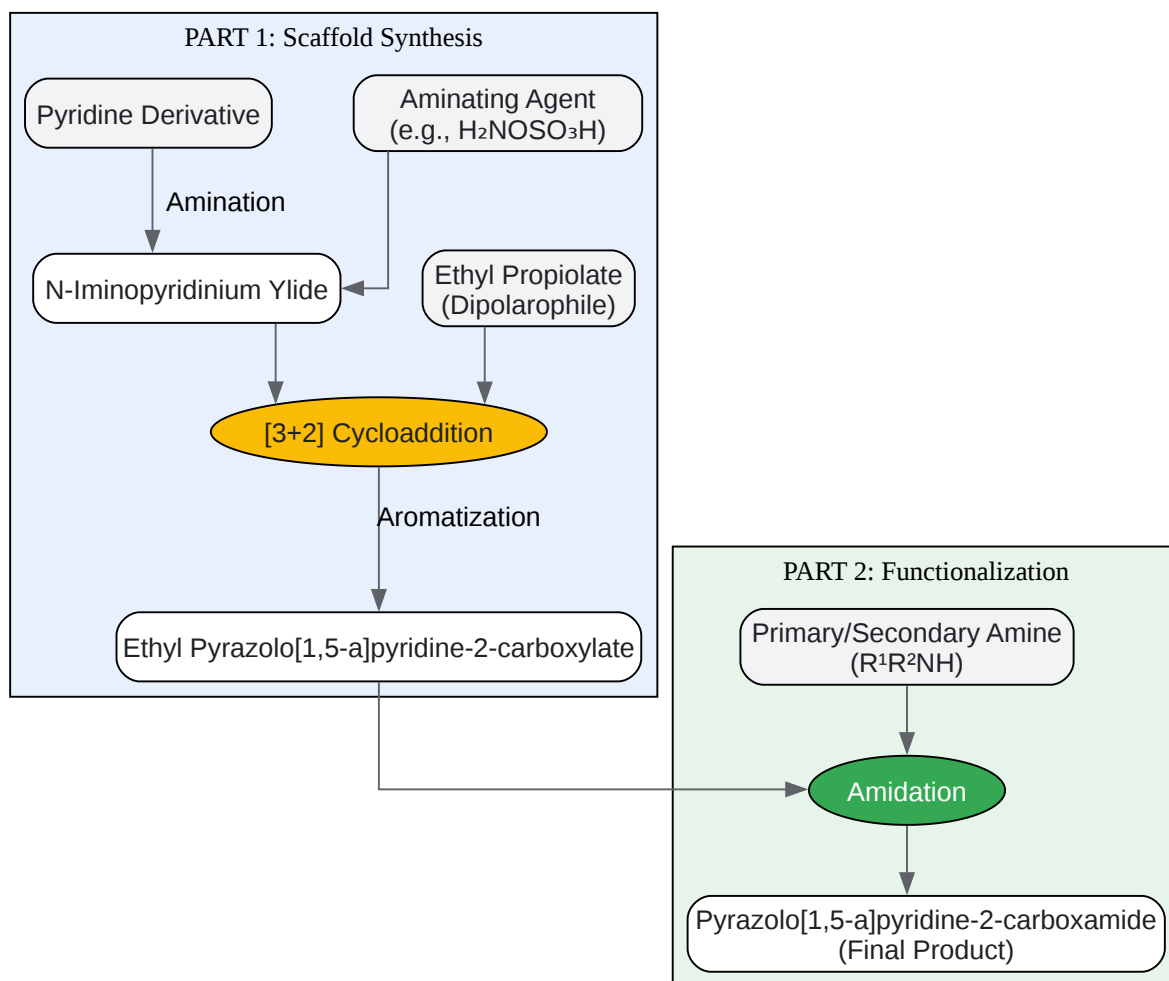 PART 1: Scaffold Synthesis
Pyridine Derivative
Aminating Agent
(e.g., H₂NOSO₃H)
Amination
N-Iminopyridinium Ylide
Ethyl Propiolate
(Dipolarophile)
[3+2] Cycloaddition
Aromatization
Ethyl Pyrazolo[1,5-a]pyridine-2-carboxylate
PART 2: Functionalization
Primary/Secondary Amine
(R¹R²NH)
Amidation
Pyrazolo[1,5-a]pyridine-2-carboxamide
(Final Product)